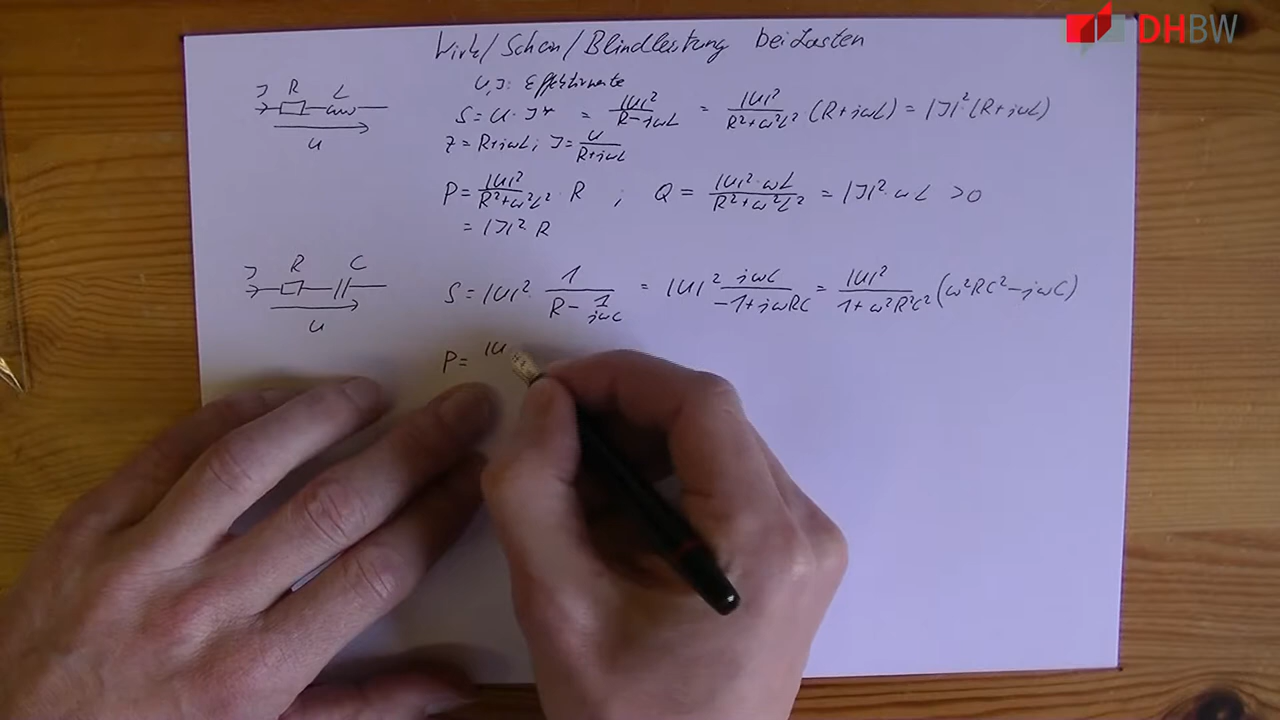 DHBW
Wirk/Schein/Blindleistung bei Lasten
U, I: Effektivwerte
I R L
U
S = U · I* = |U|² / (R - jωL) = |U|² / (R² + ω²L²) (R + jωL) = |I|² · (R + jωL)
Z = R + jωL ; I = U / (R + jωL)
P = |U|² / (R² + ω²L²) · R ; Q = |U|² · ωL / (R² + ω²L²) = |I|² · ωL > 0
= |I|² R
I R C
U
S = |U|² · 1 / (R - 1/(jωC)) = |U|² jωC / (-1 + jωRC) = |U|² / (1 + ω²R²C²) (ω²RC² - jωC)
P = |U